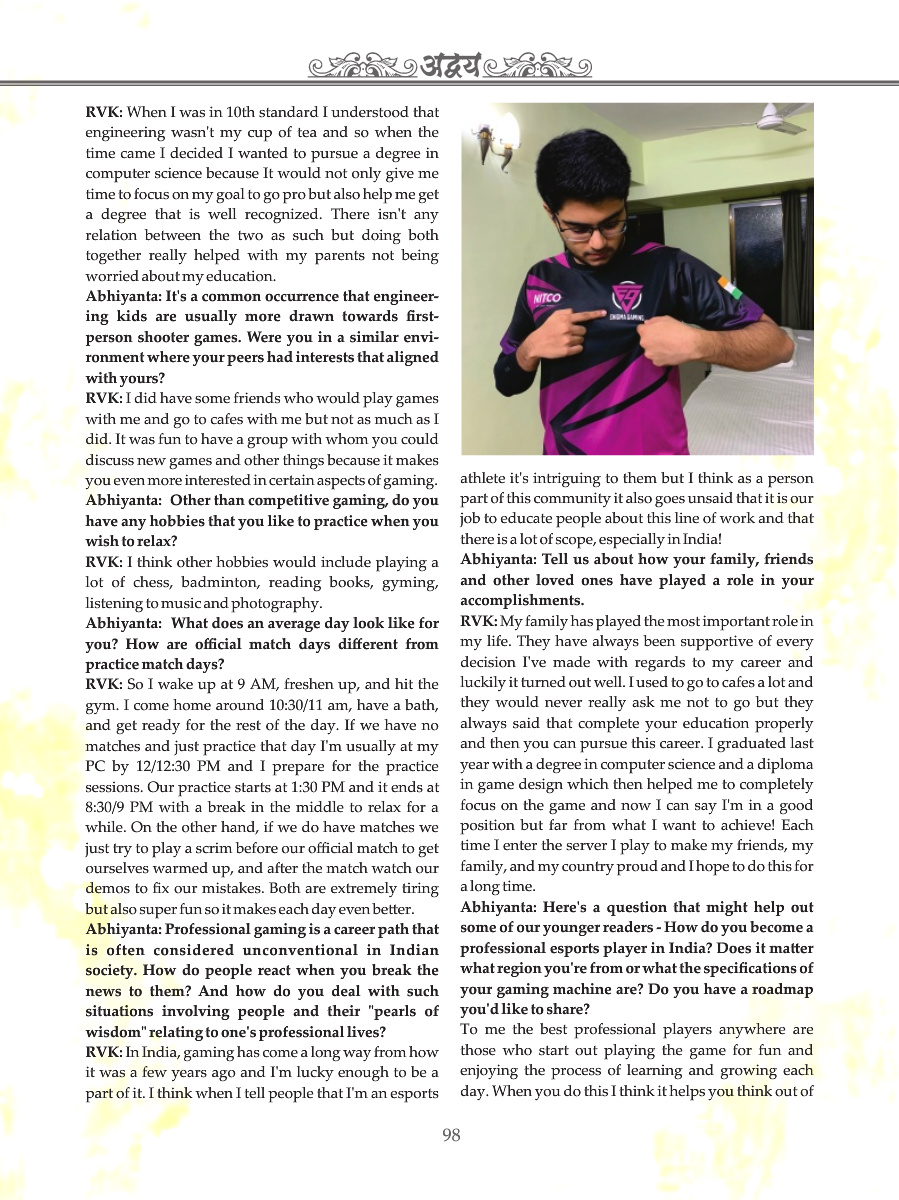 अद्वय
RVK: When I was in 10th standard I understood that
engineering wasn't my cup of tea and so when the
time came I decided I wanted to pursue a degree in
computer science because It would not only give me
time to focus on my goal to go pro but also help me get
a degree that is well recognized. There isn't any
relation between the two as such but doing both
together really helped with my parents not being
worried about my education.
Abhiyanta: It's a common occurrence that engineer-
ing kids are usually more drawn towards first-
person shooter games. Were you in a similar envi-
ronment where your peers had interests that aligned
with yours?
RVK: I did have some friends who would play games
with me and go to cafes with me but not as much as I
did. It was fun to have a group with whom you could
discuss new games and other things because it makes
you even more interested in certain aspects of gaming.
Abhiyanta: Other than competitive gaming, do you
have any hobbies that you like to practice when you
wish to relax?
RVK: I think other hobbies would include playing a
lot of chess, badminton, reading books, gyming,
listening to music and photography.
Abhiyanta: What does an average day look like for
you? How are official match days different from
practice match days?
RVK: So I wake up at 9 AM, freshen up, and hit the
gym. I come home around 10:30/11 am, have a bath,
and get ready for the rest of the day. If we have no
matches and just practice that day I'm usually at my
PC by 12/12:30 PM and I prepare for the practice
sessions. Our practice starts at 1:30 PM and it ends at
8:30/9 PM with a break in the middle to relax for a
while. On the other hand, if we do have matches we
just try to play a scrim before our official match to get
ourselves warmed up, and after the match watch our
demos to fix our mistakes. Both are extremely tiring
but also super fun so it makes each day even better.
Abhiyanta: Professional gaming is a career path that
is often considered unconventional in Indian
society. How do people react when you break the
news to them? And how do you deal with such
situations involving people and their "pearls of
wisdom" relating to one's professional lives?
RVK: In India, gaming has come a long way from how
it was a few years ago and I'm lucky enough to be a
part of it. I think when I tell people that I'm an esports
NITCO
ENIGMA GAMING
athlete it's intriguing to them but I think as a person
part of this community it also goes unsaid that it is our
job to educate people about this line of work and that
there is a lot of scope, especially in India!
Abhiyanta: Tell us about how your family, friends
and other loved ones have played a role in your
accomplishments.
RVK: My family has played the most important role in
my life. They have always been supportive of every
decision I've made with regards to my career and
luckily it turned out well. I used to go to cafes a lot and
they would never really ask me not to go but they
always said that complete your education properly
and then you can pursue this career. I graduated last
year with a degree in computer science and a diploma
in game design which then helped me to completely
focus on the game and now I can say I'm in a good
position but far from what I want to achieve! Each
time I enter the server I play to make my friends, my
family, and my country proud and I hope to do this for
a long time.
Abhiyanta: Here's a question that might help out
some of our younger readers - How do you become a
professional esports player in India? Does it matter
what region you're from or what the specifications of
your gaming machine are? Do you have a roadmap
you'd like to share?
To me the best professional players anywhere are
those who start out playing the game for fun and
enjoying the process of learning and growing each
day. When you do this I think it helps you think out of
98